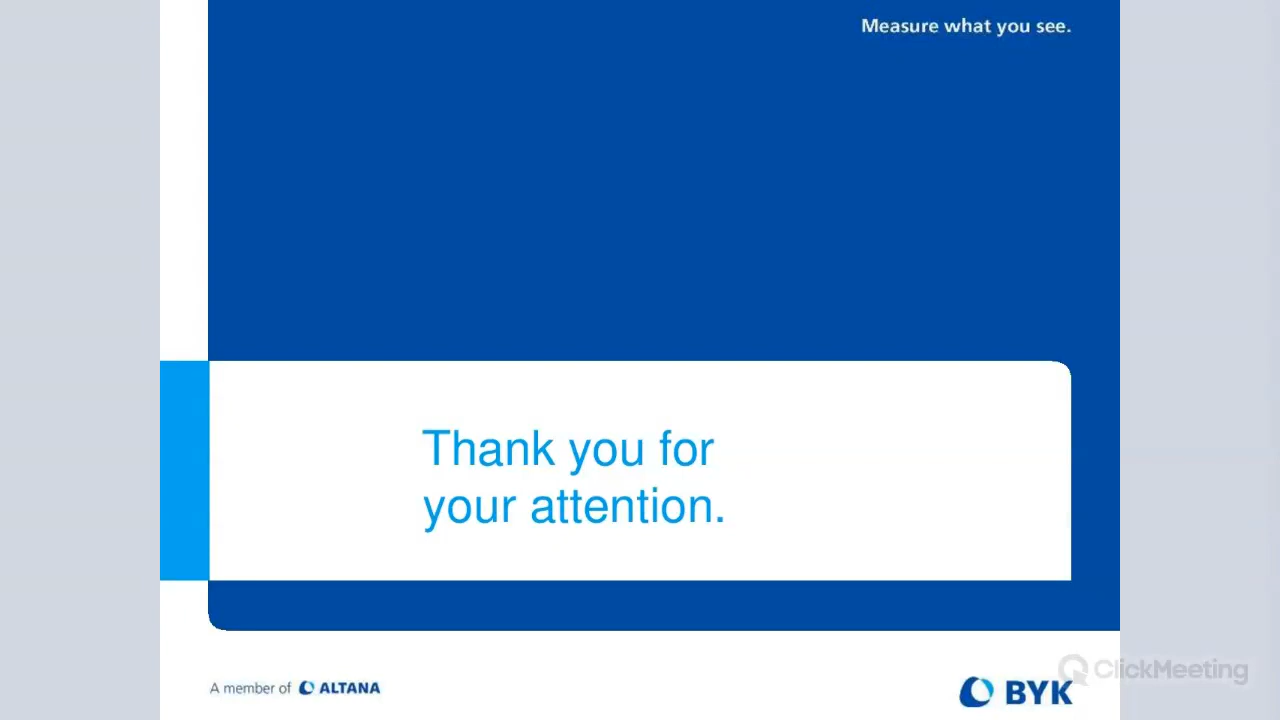 Measure what you see.
Thank you for
your attention.
A member of ALTANA
BYK
ClickMeeting